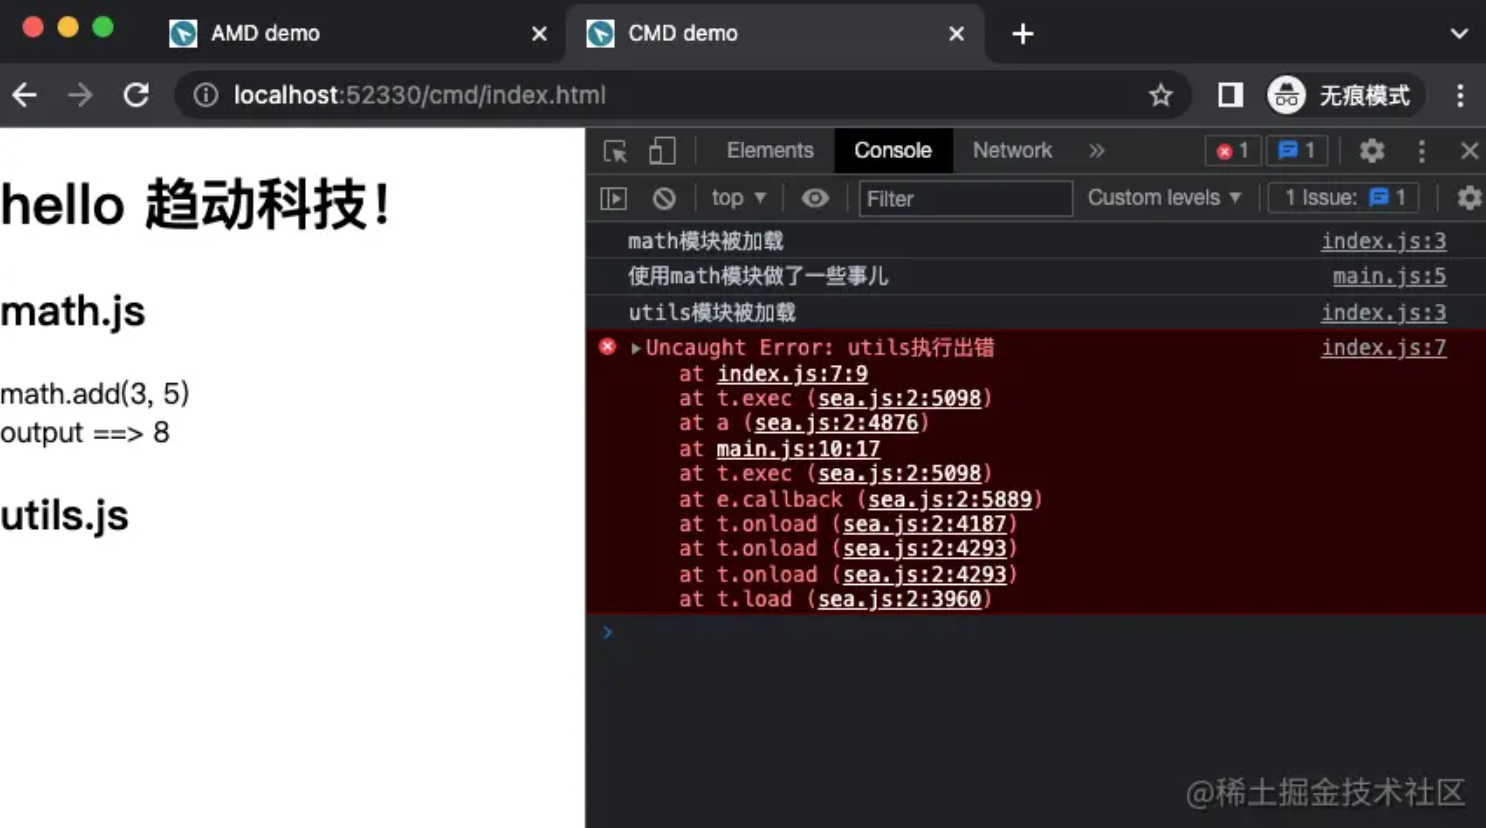 AMD demo
CMD demo
localhost:52330/cmd/index.html
无痕模式
hello 趋动科技！
math.js
math.add(3, 5)
output ==> 8
utils.js
Elements Console Network » 1 1
top ▼ Filter Custom levels ▼ 1 Issue: 1
math模块被加载 index.js:3
使用math模块做了一些事儿 main.js:5
utils模块被加载 index.js:3
▶Uncaught Error: utils执行出错 index.js:7
at index.js:7:9
at t.exec (sea.js:2:5098)
at a (sea.js:2:4876)
at main.js:10:17
at t.exec (sea.js:2:5098)
at e.callback (sea.js:2:5889)
at t.onload (sea.js:2:4187)
at t.onload (sea.js:2:4293)
at t.onload (sea.js:2:4293)
at t.load (sea.js:2:3960)
@稀土掘金技术社区